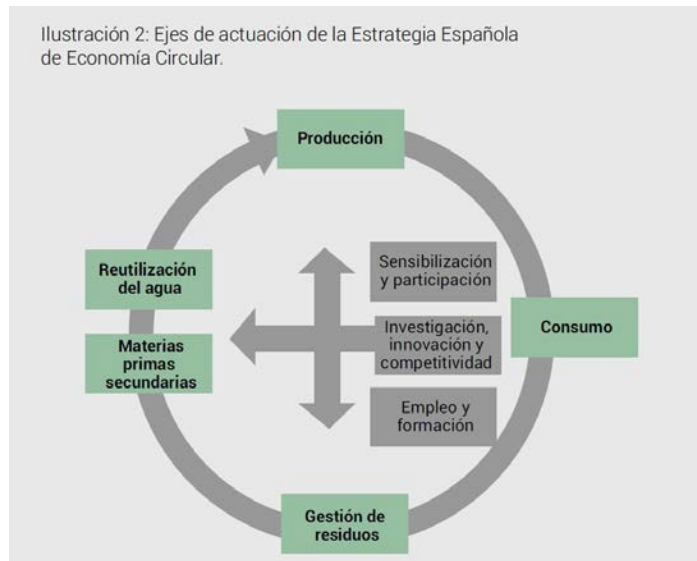 Ilustración 2: Ejes de actuación de la Estrategia Española
de Economía Circular.
Producción
Sensibilización
y participación
Reutilización
del agua
Investigación,
innovación y
competitividad
Consumo
Materias
primas
secundarias
Empleo y
formación
Gestión de
residuos